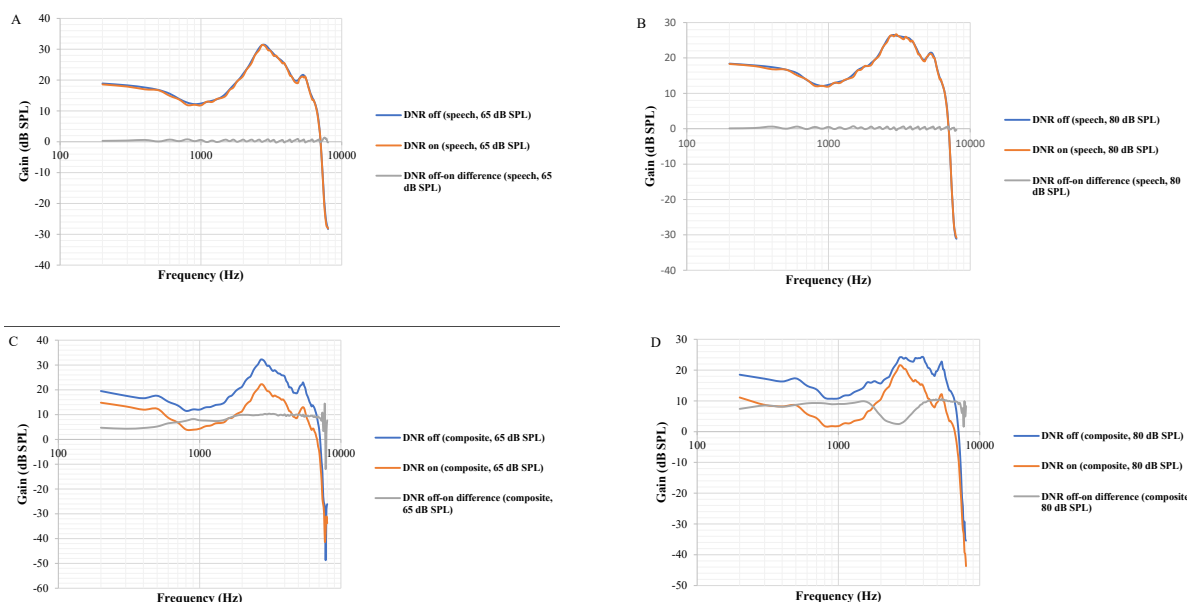 A
40
30
20
10
0
-10
-20
-30
-40
100
1000
10000
Gain (dB SPL)
Frequency (Hz)
DNR off (speech, 65 dB SPL)
DNR on (speech, 65 dB SPL)
DNR off-on difference (speech, 65
dB SPL)
B
30
20
10
0
-10
-20
-30
-40
100
1000
10000
Gain (dB SPL)
Frequency (Hz)
DNR off (speech, 80 dB SPL)
DNR on (speech, 80 dB SPL)
DNR off-on difference (speech, 80
dB SPL)
C
40
30
20
10
0
-10
-20
-30
-40
-50
-60
100
1000
10000
Gain (dB SPL)
Frequency (Hz)
DNR off (composite, 65 dB SPL)
DNR on (composite, 65 dB SPL)
DNR off-on difference (composite,
65 dB SPL)
D
30
20
10
0
-10
-20
-30
-40
-50
100
1000
10000
Gain (dB SPL)
Frequency (Hz)
DNR off (composite, 80 dB SPL)
DNR on (composite, 80 dB SPL)
DNR off-on difference (composite
80 dB SPL)